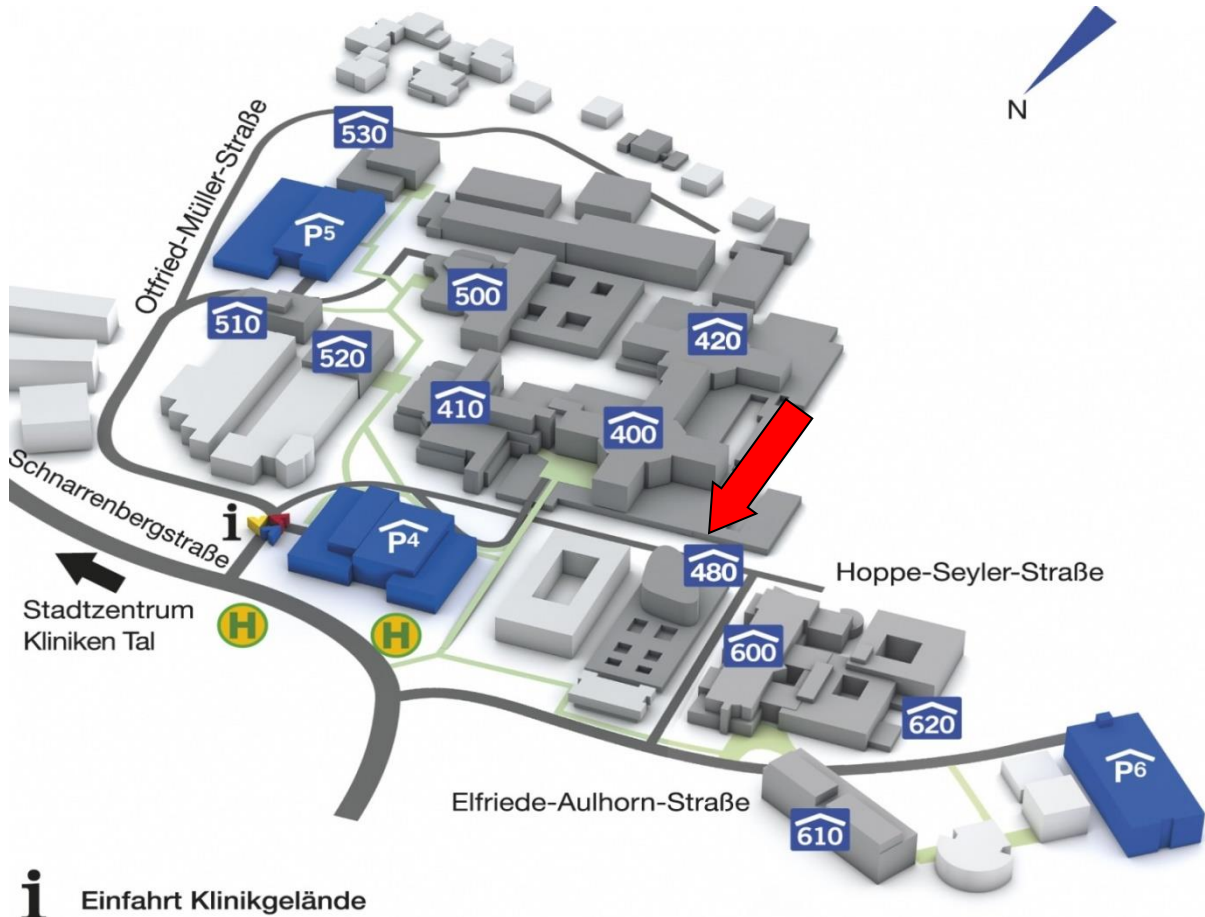 N
530
Otfried-Müller-Straße
P5
500
510
420
520
410
400
Schnarrenbergstraße
i
P4
480
Hoppe-Seyler-Straße
Stadtzentrum
Kliniken Tal
H
H
600
620
P6
Elfriede-Aulhorn-Straße
610
i Einfahrt Klinikgelände